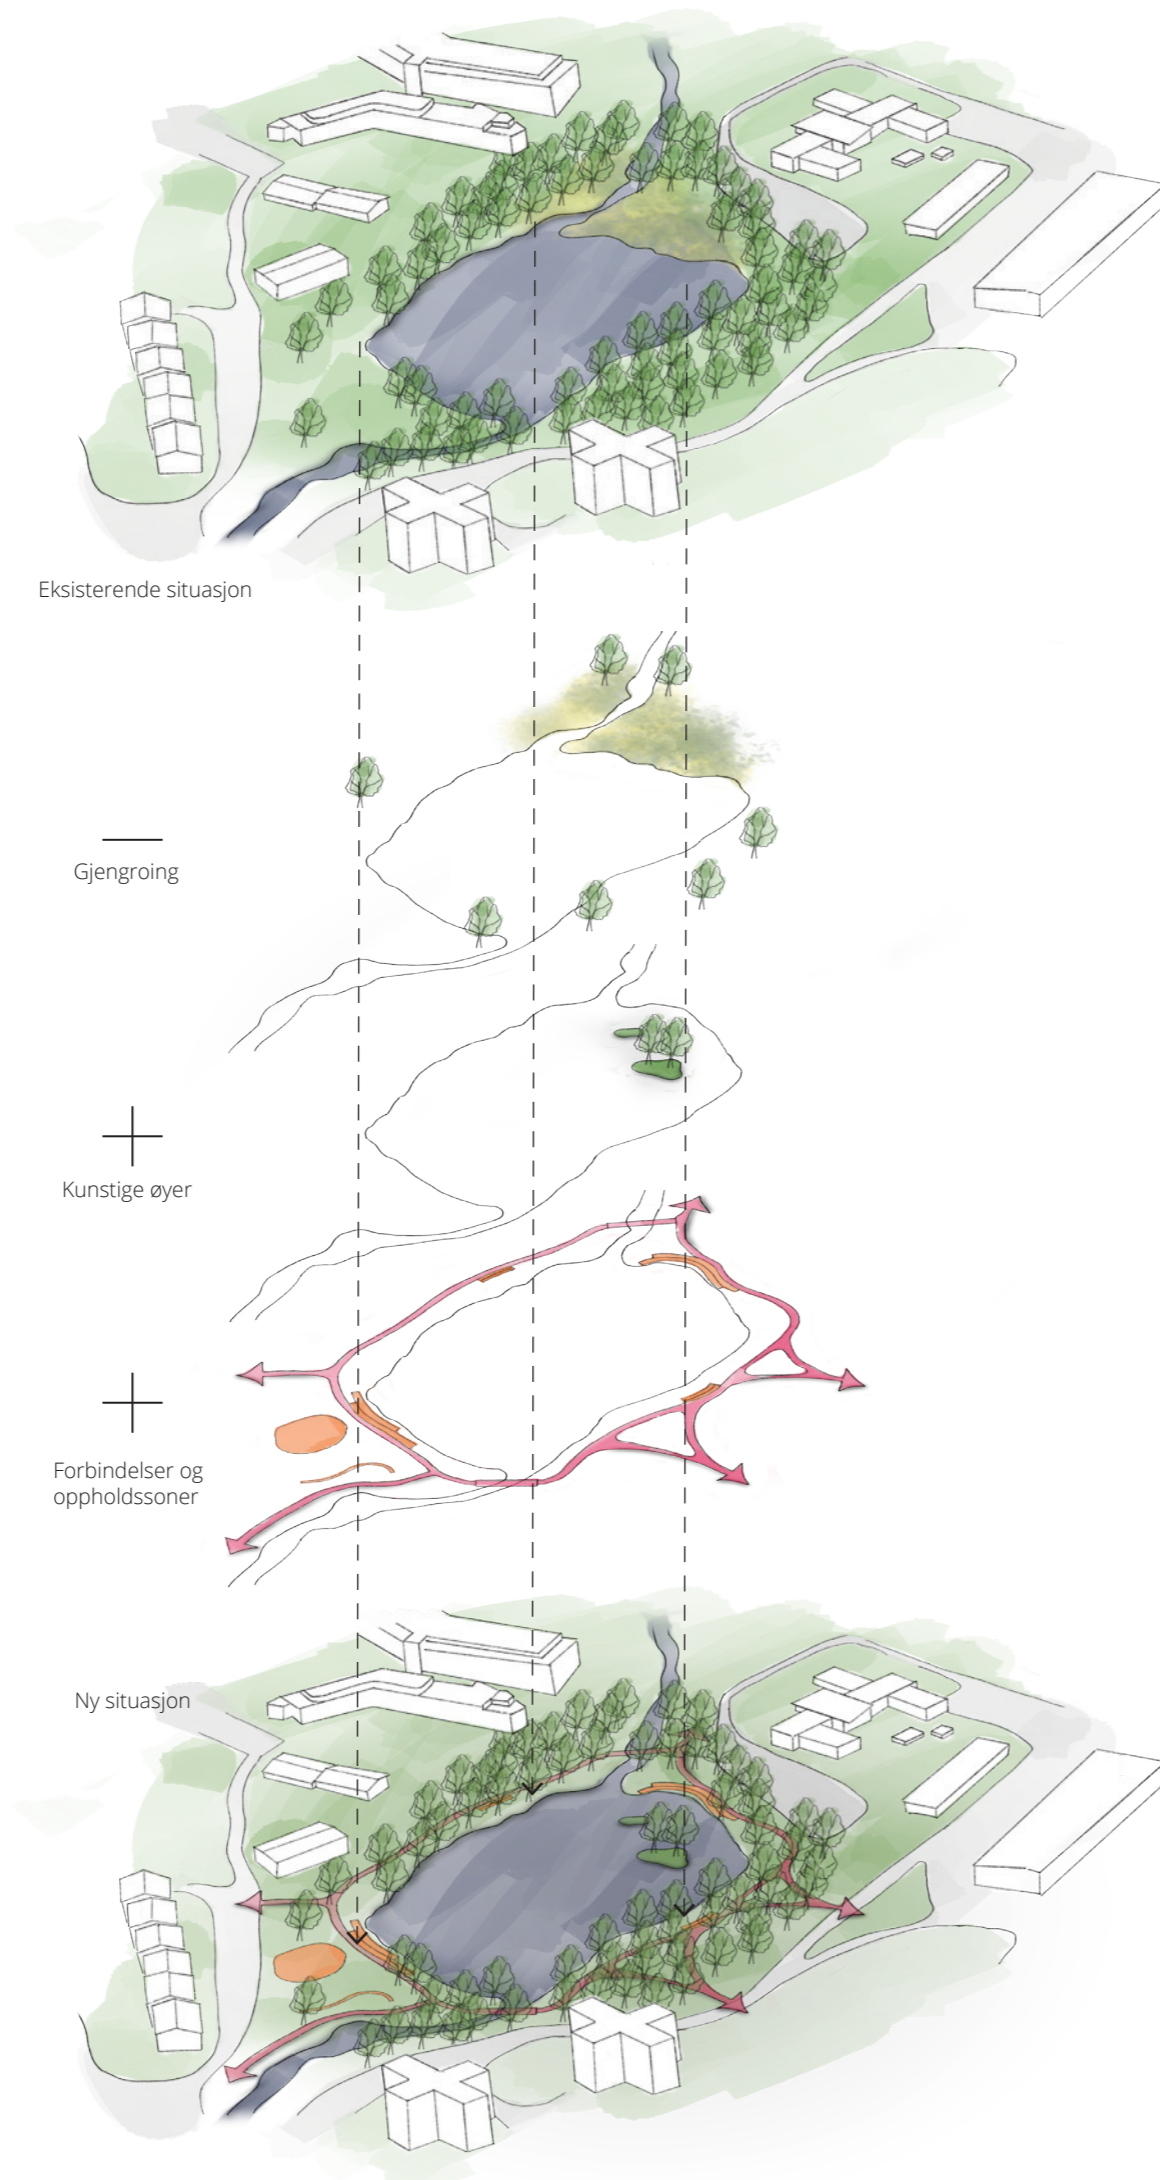 Eksisterende situasjon
Gjengroing
Kunstige øyer
Forbindelser og
oppholdssoner
Ny situasjon